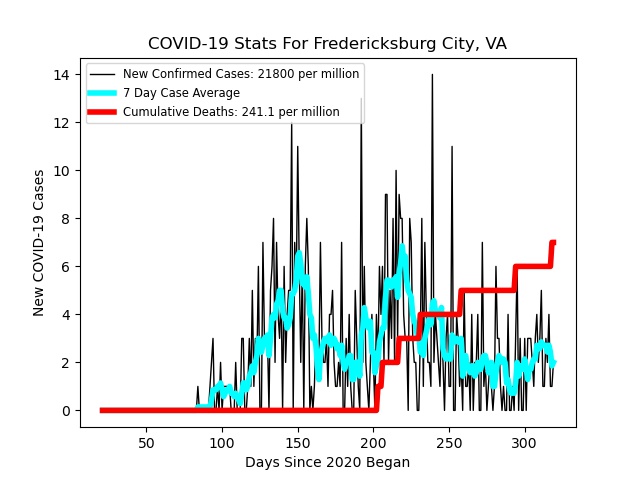 COVID-19 Stats For Fredericksburg City, VA
New Confirmed Cases: 21800 per million
7 Day Case Average
Cumulative Deaths: 241.1 per million
New COVID-19 Cases
14
12
10
8
6
4
2
0
50 100 150 200 250 300
Days Since 2020 Began